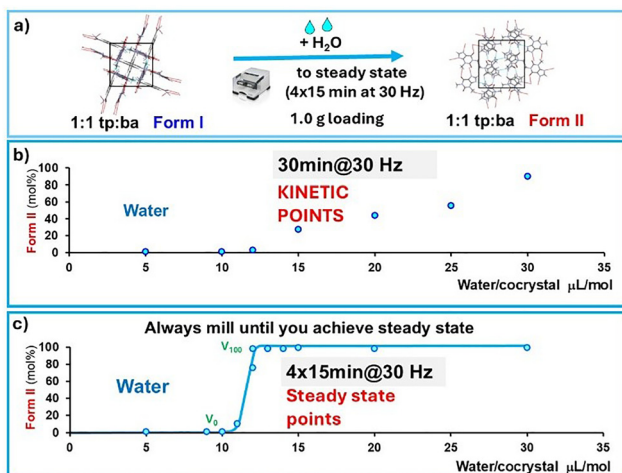 a)
+ H₂O
to steady state
(4x15 min at 30 Hz)
1.0 g loading
1:1 tp:ba Form I
1:1 tp:ba Form II
b)
Form II (mol%)
100
80
60
40
20
0
Water
30min@30 Hz
KINETIC
POINTS
0 5 10 15 20 25 30 35
Water/cocrystal μL/mol
c)
Always mill until you achieve steady state
Form II (mol%)
100
80
60
40
20
0
Water
V₀
V₁₀₀
4x15min@30 Hz
Steady state
points
0 5 10 15 20 25 30 35
Water/cocrystal μL/mol